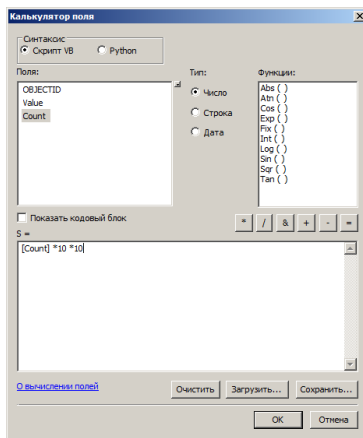 Калькулятор поля
Синтаксис
Скрипт VB Python
Поля: Тип: Функции:
OBJECTID
Value
Count
Число
Строка
Дата
Abs ( )
Atn ( )
Cos ( )
Exp ( )
Fix ( )
Int ( )
Log ( )
Sin ( )
Sqr ( )
Tan ( )
Показать кодовый блок
* / & + - =
S =
[Count] *10 *10
О вычислении полей
Очистить Загрузить... Сохранить...
OK Отмена